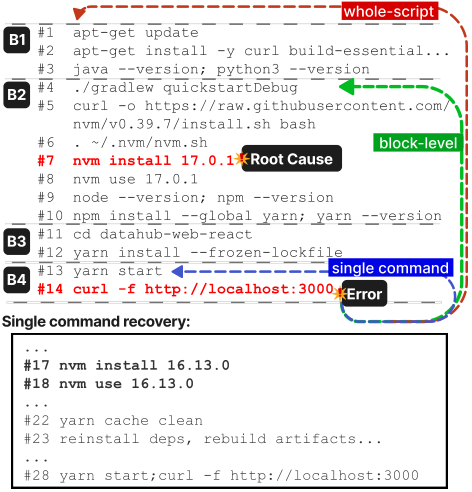 whole-script
B1
#1 apt-get update
#2 apt-get install -y curl build-essential...
#3 java --version; python3 --version
B2
#4 ./gradlew quickstartDebug
#5 curl -o https://raw.githubusercontent.com/
nvm/v0.39.7/install.sh bash
block-level
#6 . ~/.nvm/nvm.sh
#7 nvm install 17.0.1
Root Cause
#8 nvm use 17.0.1
#9 node --version; npm --version
#10 npm install --global yarn; yarn --version
B3
#11 cd datahub-web-react
#12 yarn install --frozen-lockfile
B4
#13 yarn start
single command
#14 curl -f http://localhost:3000
Error
Single command recovery:
...
#17 nvm install 16.13.0
#18 nvm use 16.13.0
...
#22 yarn cache clean
#23 reinstall deps, rebuild artifacts...
...
#28 yarn start;curl -f http://localhost:3000